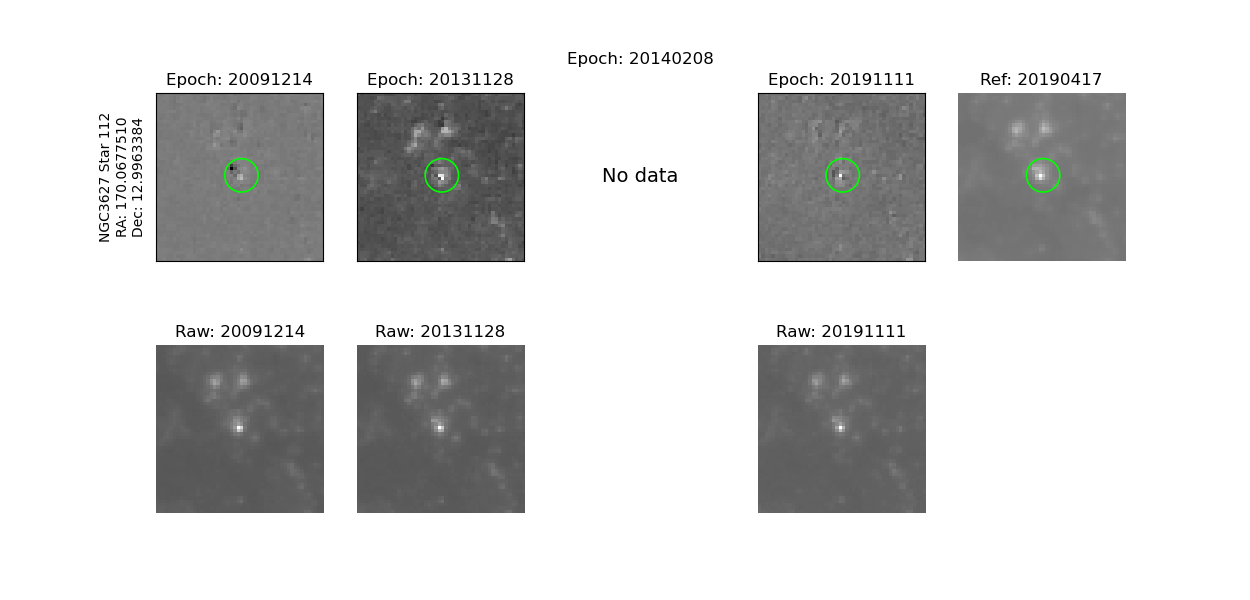 Epoch: 20140208
Epoch: 20091214
Epoch: 20131128
Epoch: 20191111
Ref: 20190417
NGC3627 Star 112
RA: 170.0677510
Dec: 12.9963384
No data
Raw: 20091214
Raw: 20131128
Raw: 20191111